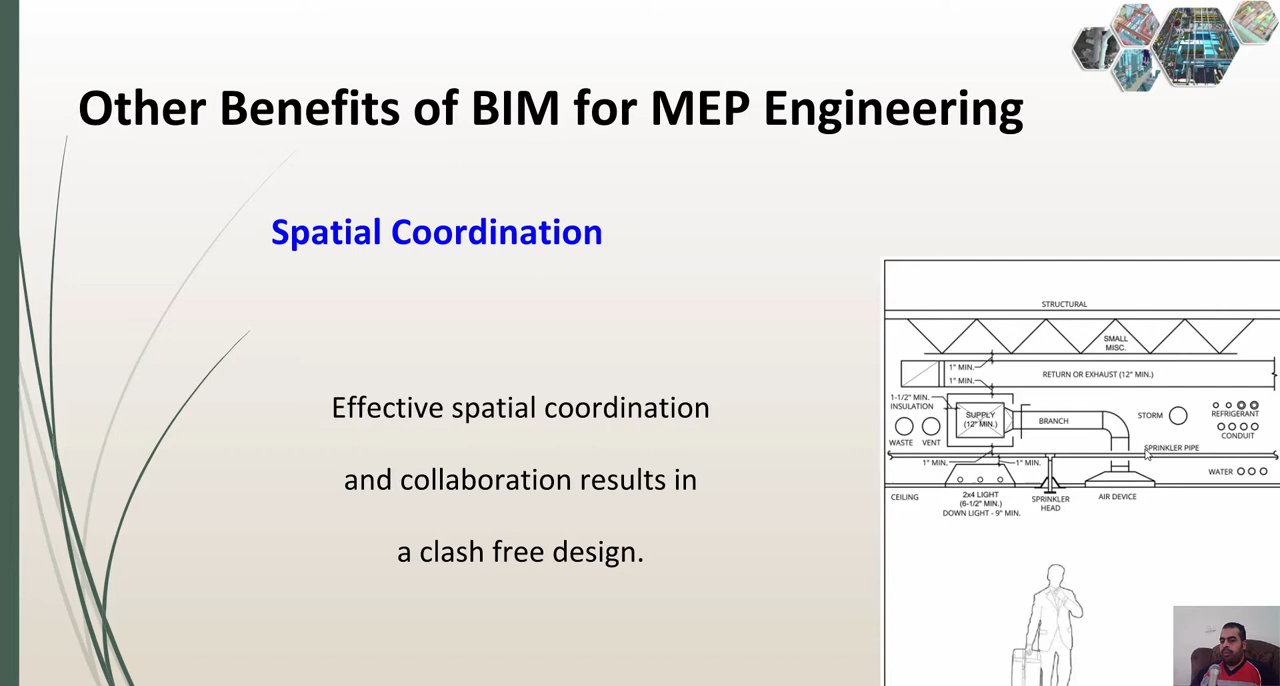 Other Benefits of BIM for MEP Engineering
Spatial Coordination
Effective spatial coordination
and collaboration results in
a clash free design.
STRUCTURAL
SMALL
MISC.
1" MIN.
RETURN OR EXHAUST (12" MIN.)
1" MIN.
1-1/2" MIN.
INSULATION
SUPPLY
(12" MIN.)
BRANCH
STORM
REFRIGERANT
CONDUIT
WASTE
VENT
SPRINKLER PIPE
1" MIN.
1" MIN.
WATER
CEILING
2x4 LIGHT
(6-1/2" MIN.)
DOWN LIGHT - 9" MIN.
SPRINKLER
HEAD
AIR DEVICE